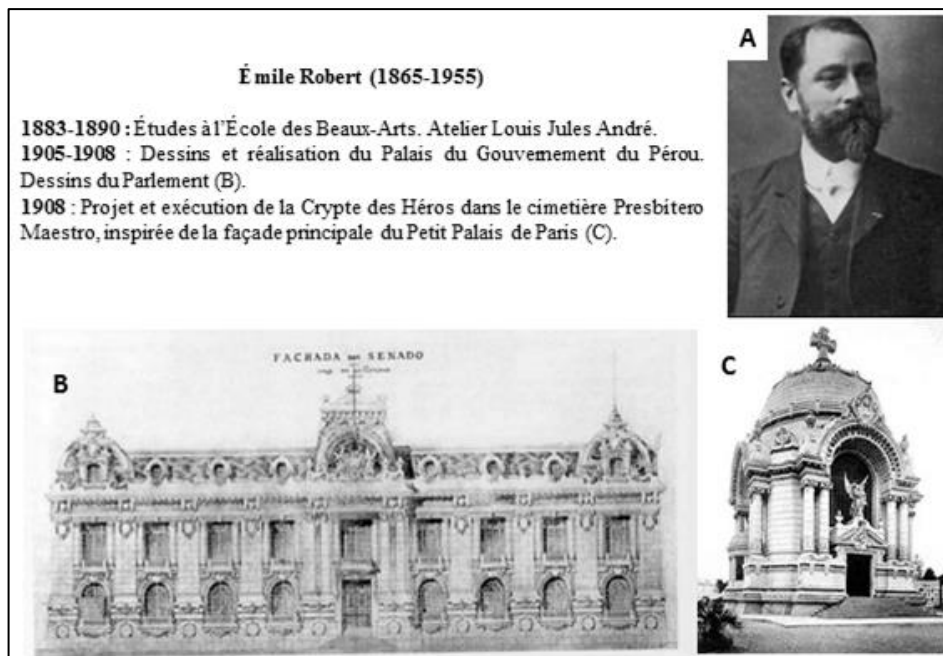 Émile Robert (1865-1955)
1883-1890 : Études à l'École des Beaux-Arts. Atelier Louis Jules André.
1905-1908 : Dessins et réalisation du Palais du Gouvernement du Pérou.
Dessins du Parlement (B).
1908 : Projet et exécution de la Crypte des Héros dans le cimetière Presbítero
Maestro, inspirée de la façade principale du Petit Palais de Paris (C).
A
B
FACHADA DEL SENADO
C